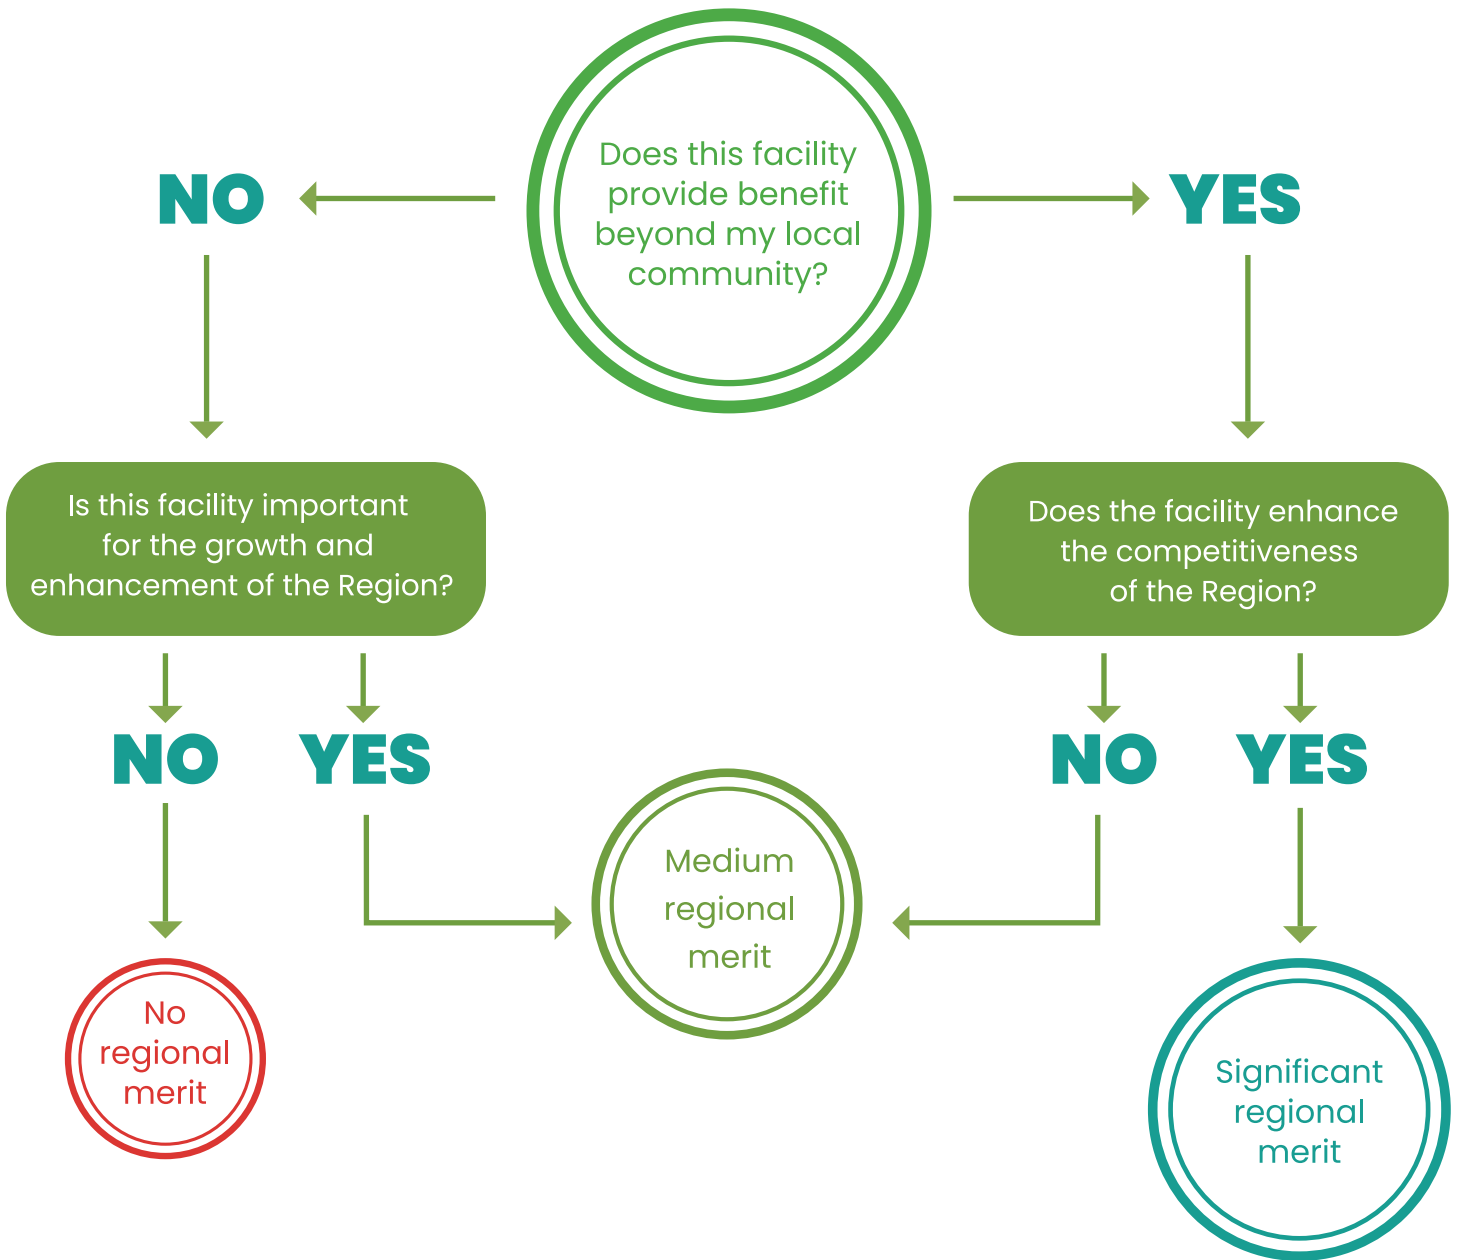 Does this facility
provide benefit
beyond my local
community?
NO
YES
Is this facility important
for the growth and
enhancement of the Region?
Does the facility enhance
the competitiveness
of the Region?
NO
YES
NO
YES
Medium
regional
merit
No
regional
merit
Significant
regional
merit